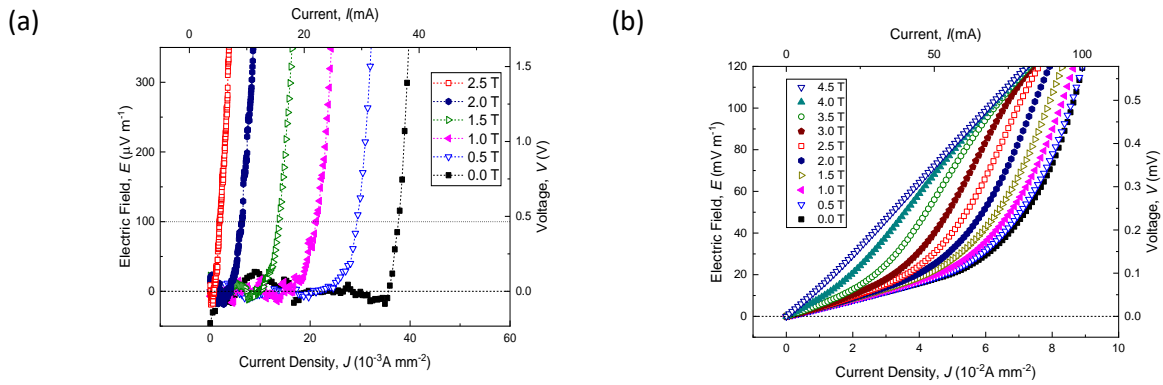 (a)
Current, I(mA)
0 20 40
Electric Field, E (µV m⁻¹)
300
200
100
0
2.5 T
2.0 T
1.5 T
1.0 T
0.5 T
0.0 T
1.5
1.0
0.5
0.0
Voltage, V (V)
0 20 40 60
Current Density, J (10⁻³A mm⁻²)
(b)
Current, I(mA)
0 50 100
Electric Field, E (mV m⁻¹)
120
100
80
60
40
20
0
4.5 T
4.0 T
3.5 T
3.0 T
2.5 T
2.0 T
1.5 T
1.0 T
0.5 T
0.0 T
0.5
0.4
0.3
0.2
0.1
0.0
Voltage, V (mV)
0 2 4 6 8 10
Current Density, J (10⁻²A mm⁻²)